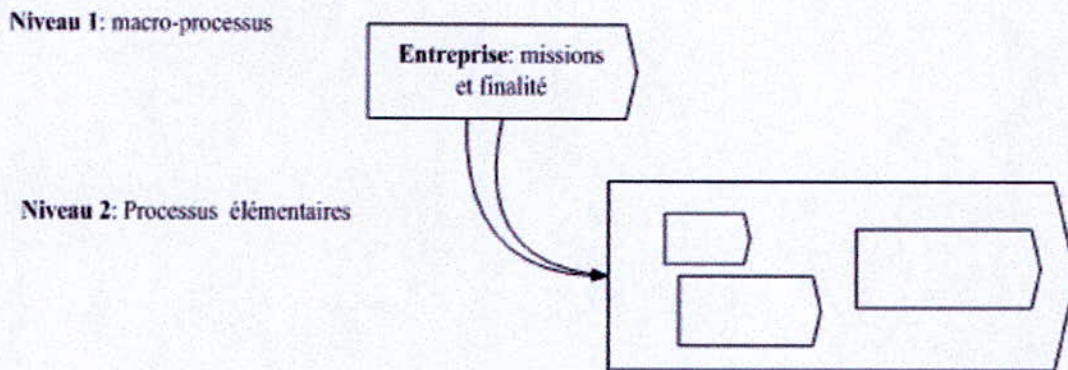 Niveau 1: macro-processus
Entreprise: missions
et finalité
Niveau 2: Processus élémentaires